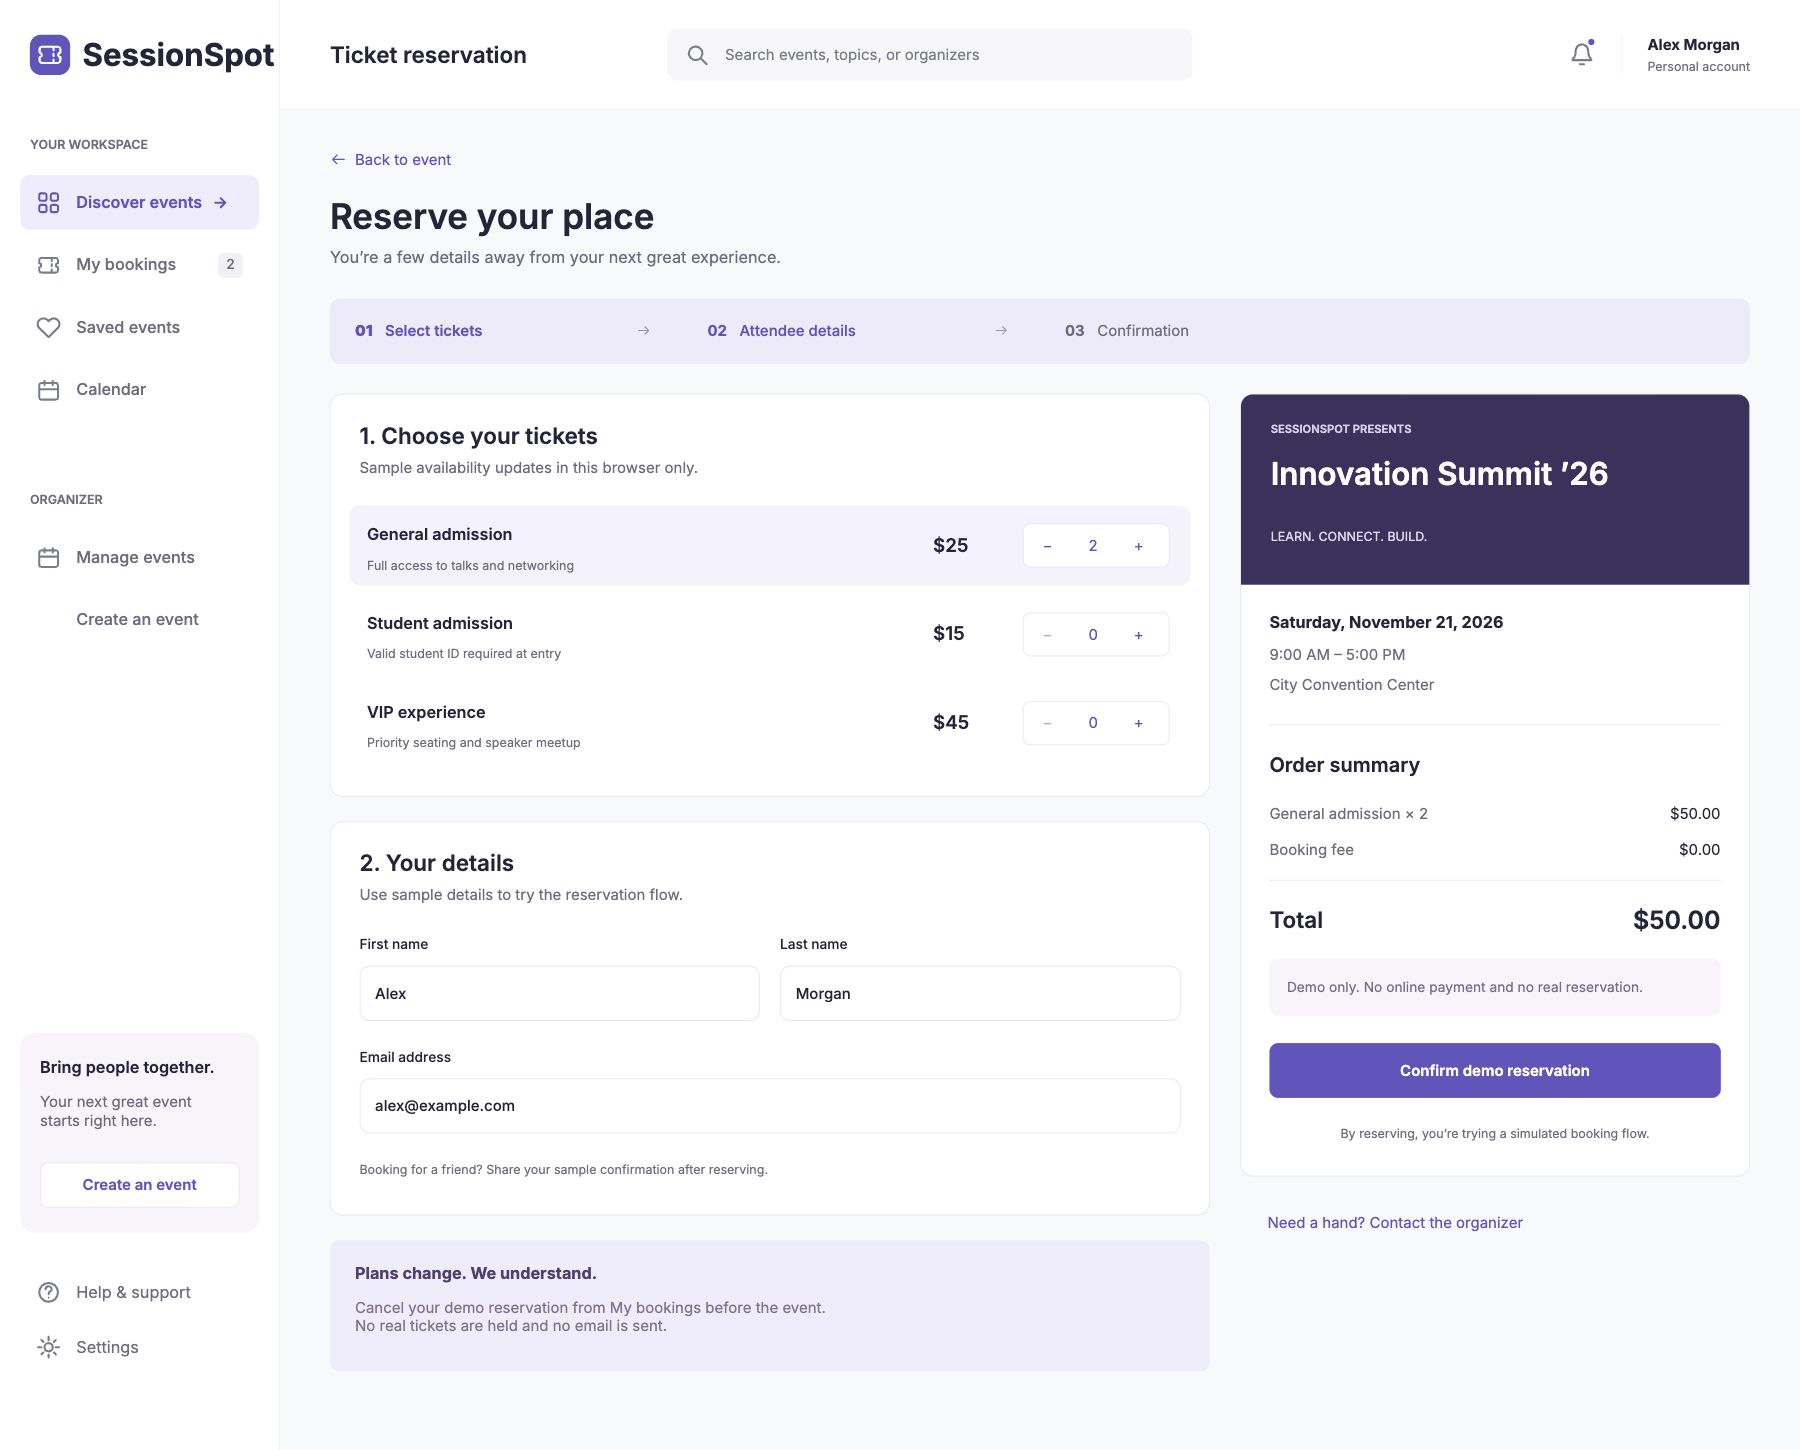 SessionSpot
YOUR WORKSPACE
Discover events →
My bookings 2
Saved events
Calendar
ORGANIZER
Manage events
Create an event
Bring people together.
Your next great event
starts right here.
Create an event
Help & support
Settings
Ticket reservation
Search events, topics, or organizers
Alex Morgan
Personal account
← Back to event
Reserve your place
You’re a few details away from your next great experience.
01 Select tickets → 02 Attendee details → 03 Confirmation
1. Choose your tickets
Sample availability updates in this browser only.
General admission
Full access to talks and networking
$25 − 2 +
Student admission
Valid student ID required at entry
$15 − 0 +
VIP experience
Priority seating and speaker meetup
$45 − 0 +
2. Your details
Use sample details to try the reservation flow.
First name
Alex
Last name
Morgan
Email address
alex@example.com
Booking for a friend? Share your sample confirmation after reserving.
Plans change. We understand.
Cancel your demo reservation from My bookings before the event.
No real tickets are held and no email is sent.
SESSIONSPOT PRESENTS
Innovation Summit ’26
LEARN. CONNECT. BUILD.
Saturday, November 21, 2026
9:00 AM – 5:00 PM
City Convention Center
Order summary
General admission × 2 $50.00
Booking fee $0.00
Total $50.00
Demo only. No online payment and no real reservation.
Confirm demo reservation
By reserving, you’re trying a simulated booking flow.
Need a hand? Contact the organizer